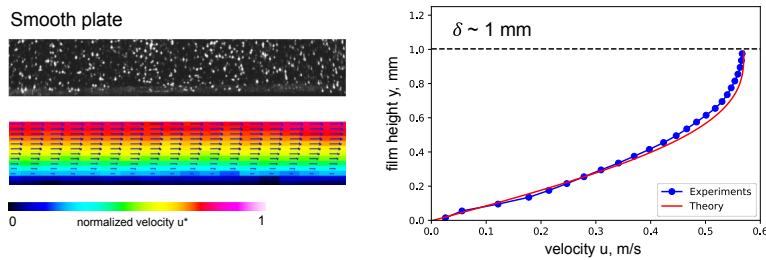 Smooth plate
0 normalized velocity u* 1
δ ~ 1 mm
film height y, mm
1.2
1.0
0.8
0.6
0.4
0.2
0.0
Experiments
Theory
0.0 0.1 0.2 0.3 0.4 0.5 0.6
velocity u, m/s